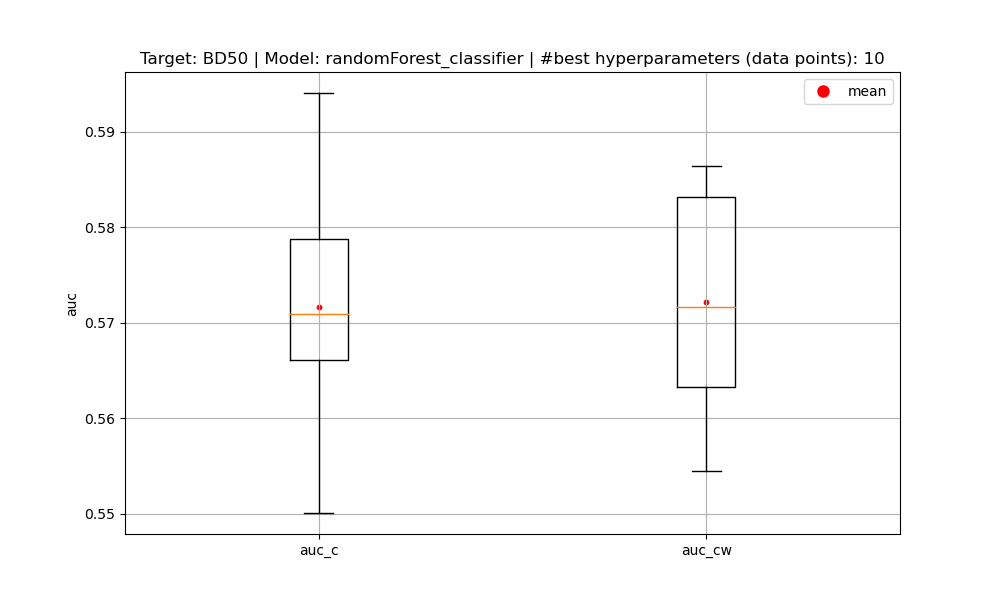 Target: BD50 | Model: randomForest_classifier | #best hyperparameters (data points): 10
mean
0.59
0.58
0.57
0.56
0.55
auc
auc_c
auc_cw